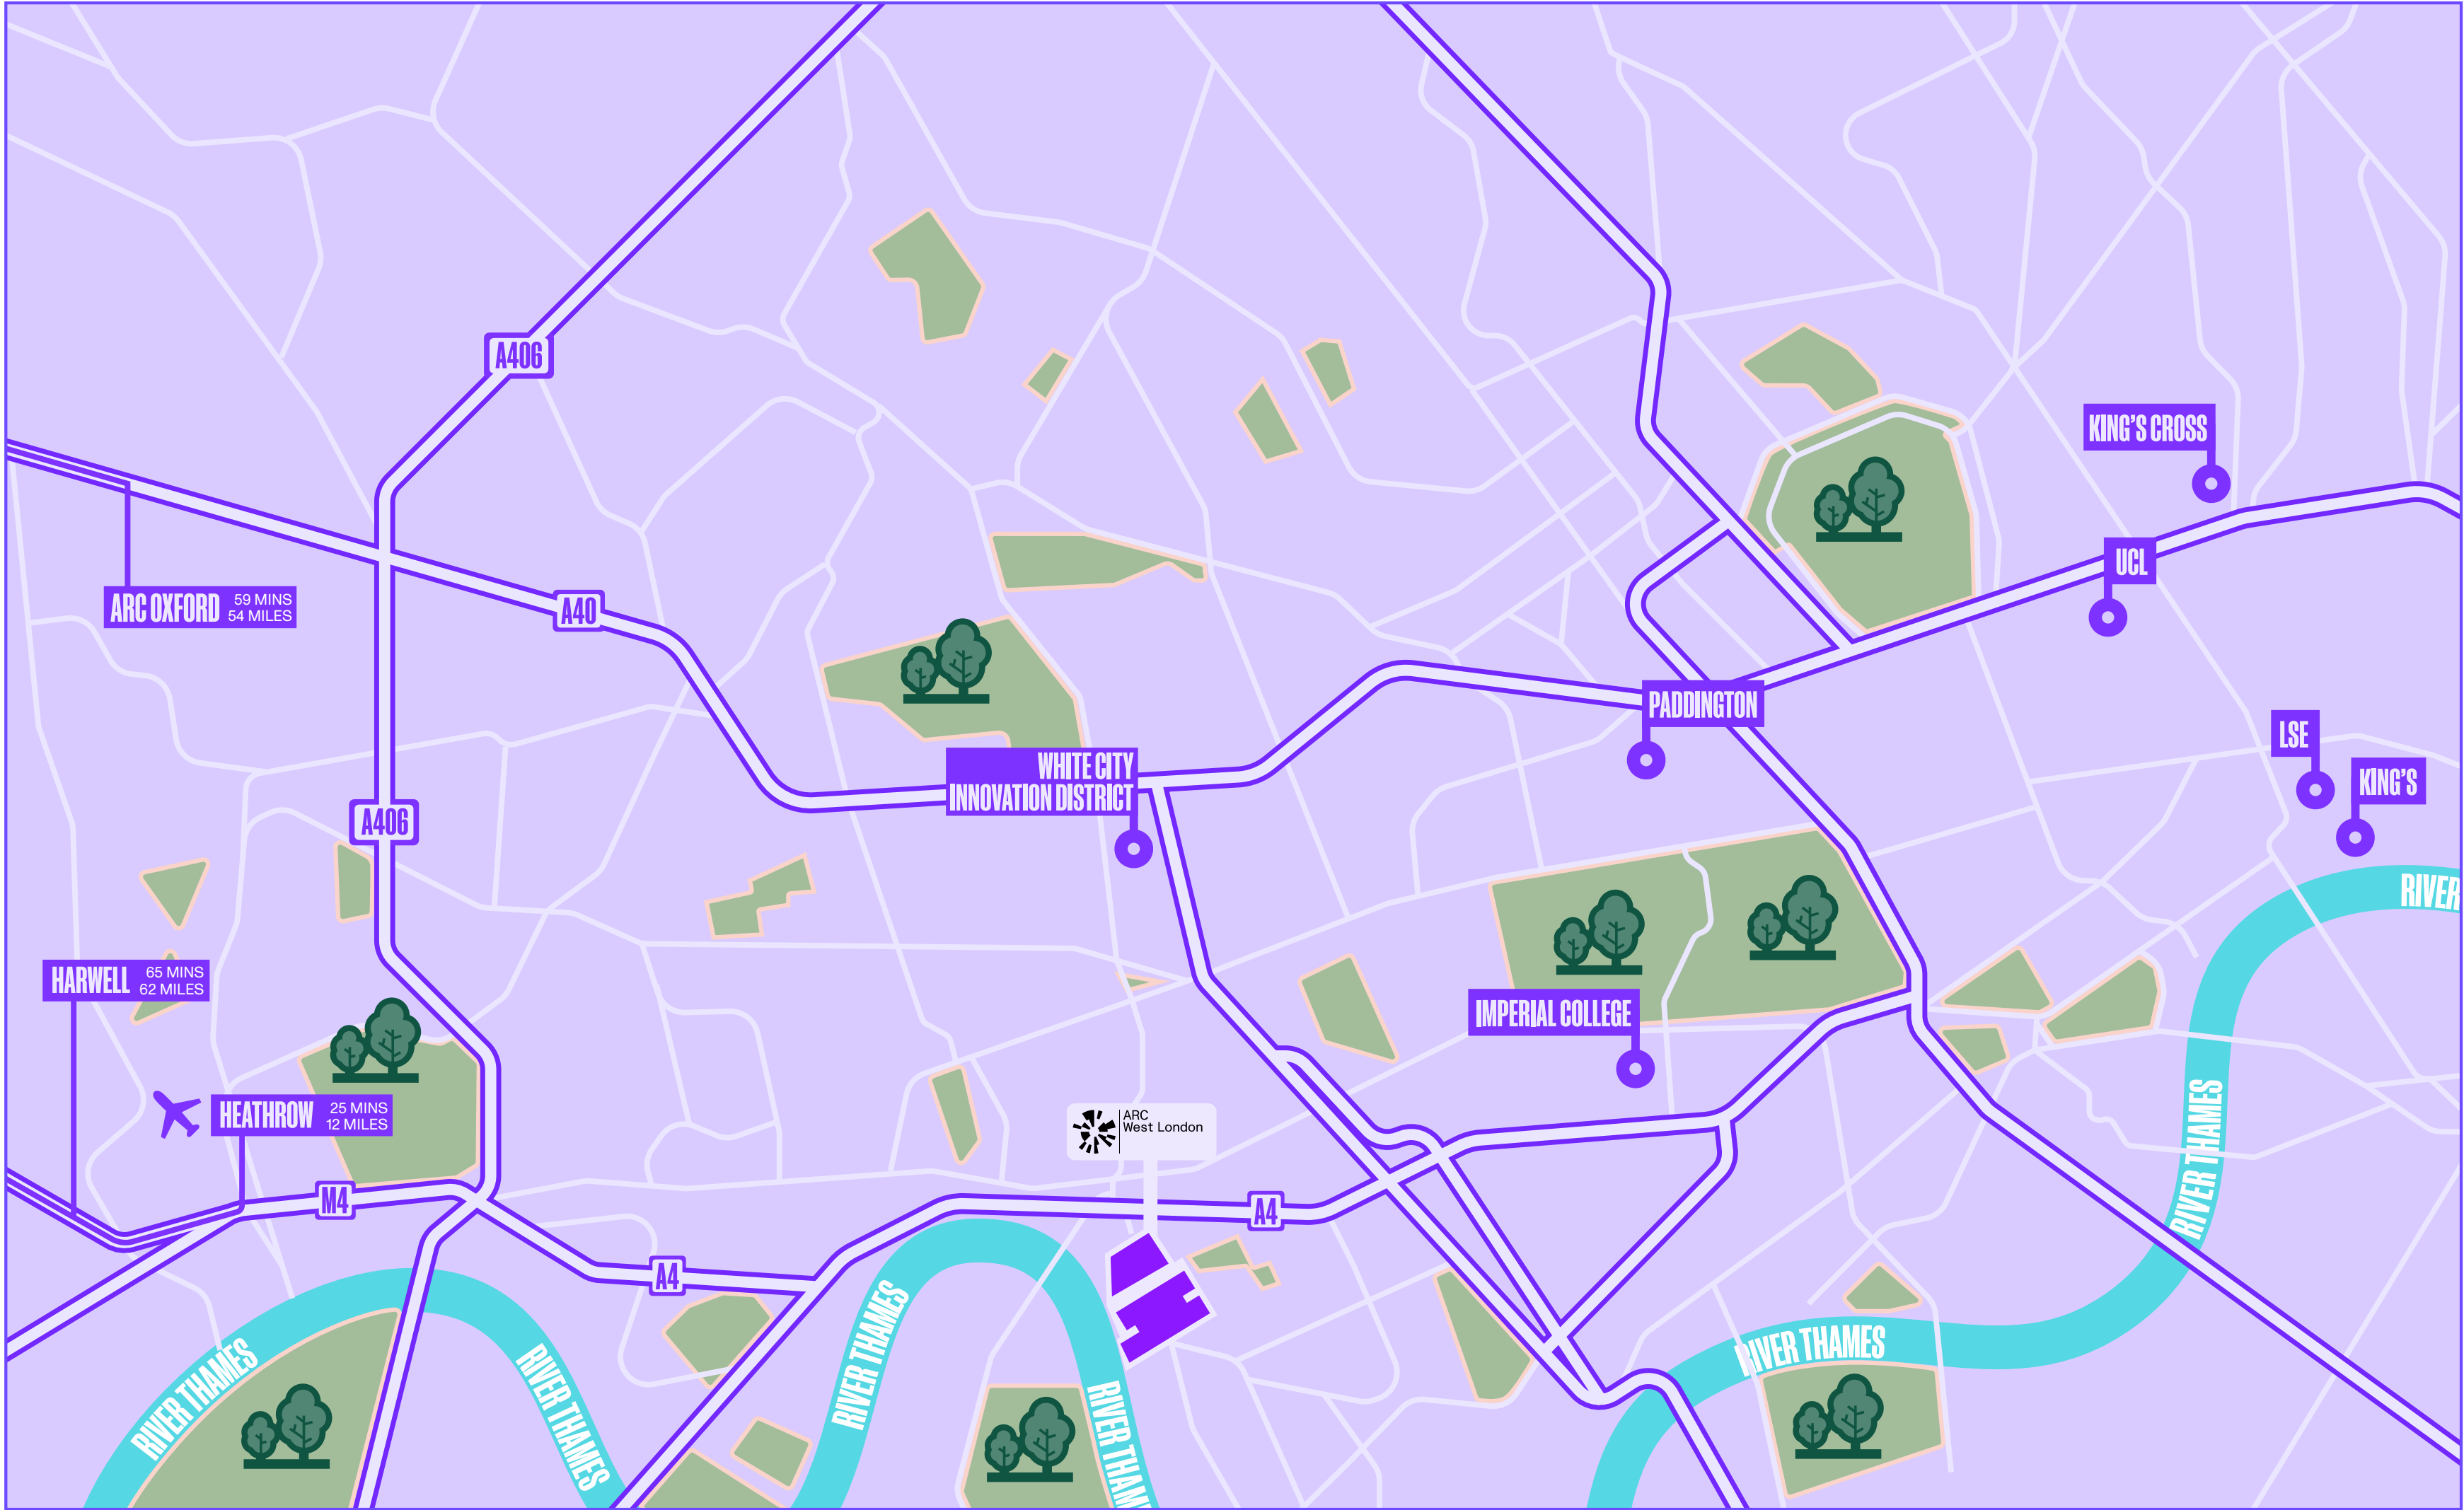 A406
KING'S CROSS
UCL
ARC OXFORD 59 MINS
54 MILES
A40
PADDINGTON
LSE
WHITE CITY
INNOVATION DISTRICT
KING'S
A406
RIVER
HARWELL 65 MINS
62 MILES
IMPERIAL COLLEGE
HEATHROW 25 MINS
12 MILES
ARC
West London
RIVER THAMES
M4
A4
A4
RIVER THAMES
RIVER THAMES
RIVER THAMES
RIVER THAMES
RIVER THAM